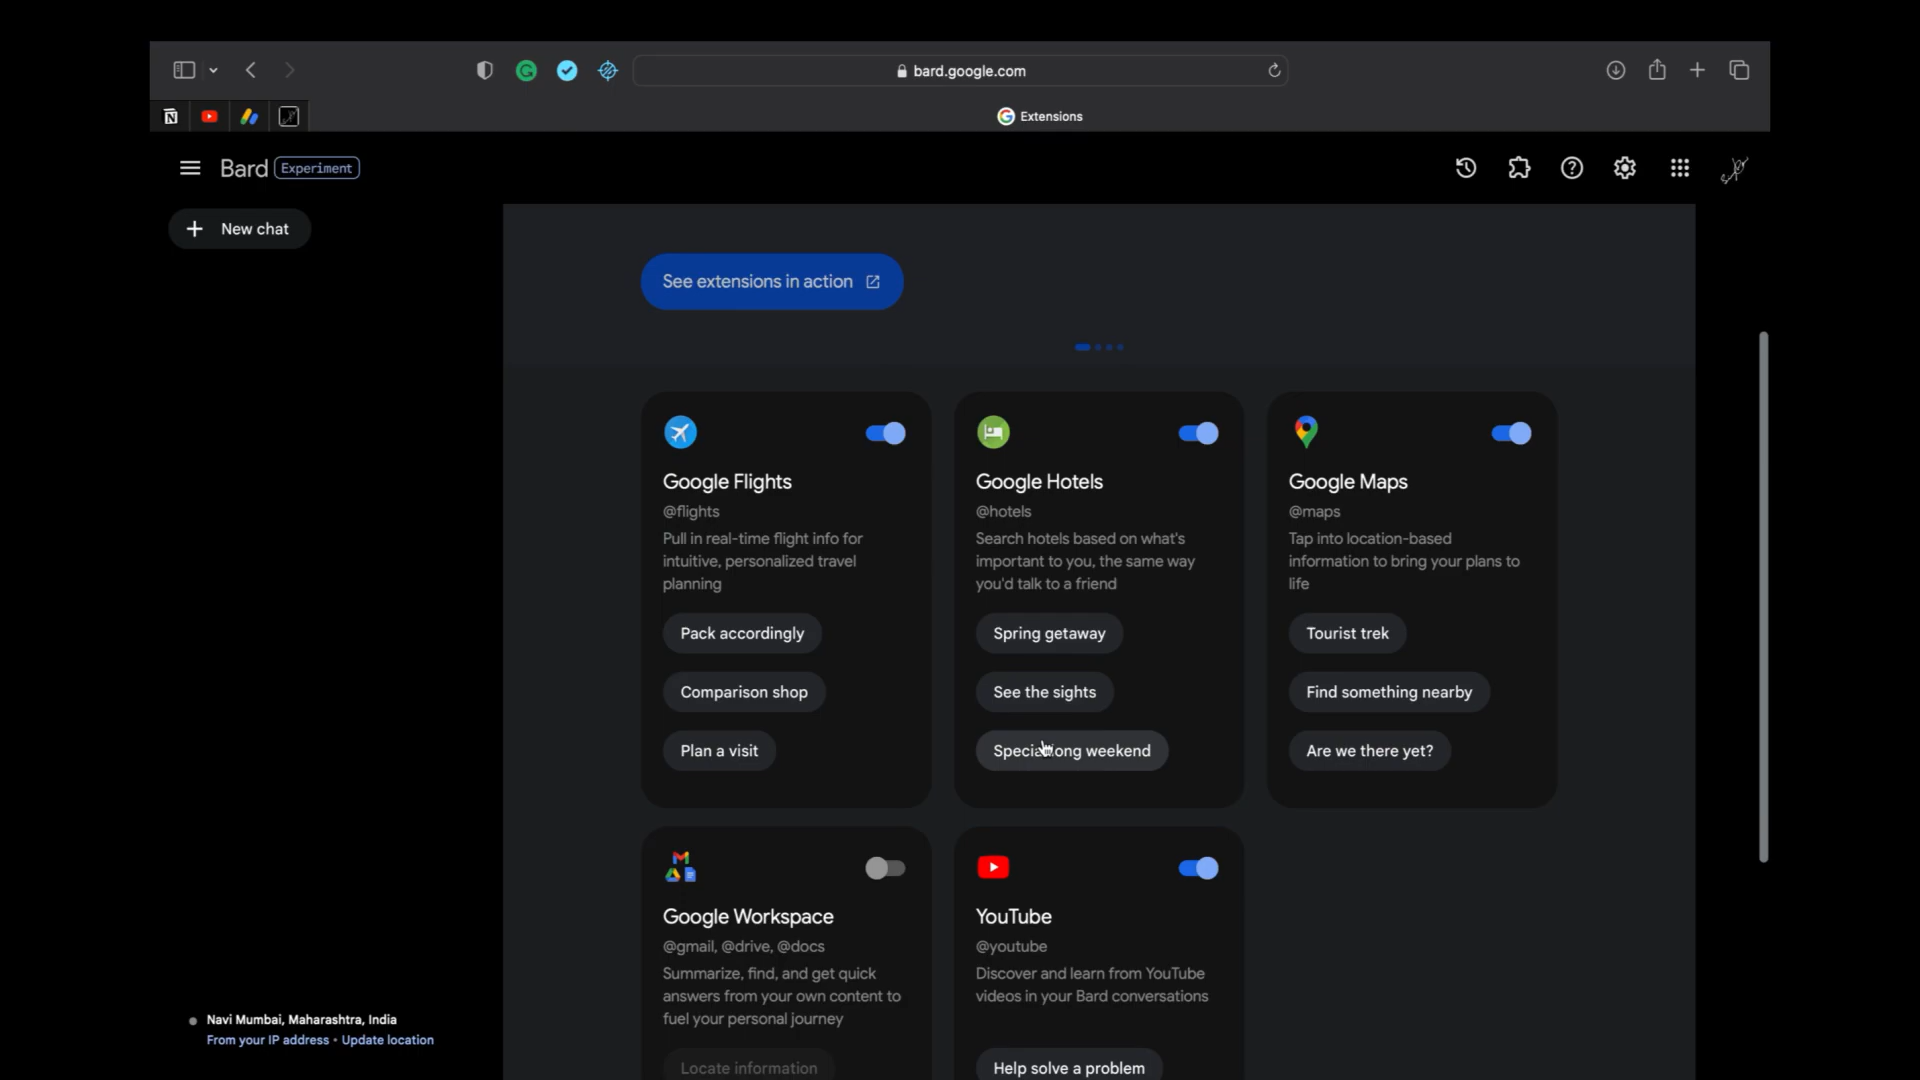 bard.google.com
Extensions
Bard Experiment
New chat
See extensions in action
Google Flights
@flights
Pull in real-time flight info for
intuitive, personalized travel
planning
Pack accordingly
Comparison shop
Plan a visit
Google Hotels
@hotels
Search hotels based on what's
important to you, the same way
you'd talk to a friend
Spring getaway
See the sights
Special long weekend
Google Maps
@maps
Tap into location-based
information to bring your plans to
life
Tourist trek
Find something nearby
Are we there yet?
Google Workspace
@gmail, @drive, @docs
Summarize, find, and get quick
answers from your own content to
fuel your personal journey
Locate information
YouTube
@youtube
Discover and learn from YouTube
videos in your Bard conversations
Help solve a problem
Navi Mumbai, Maharashtra, India
From your IP address • Update location